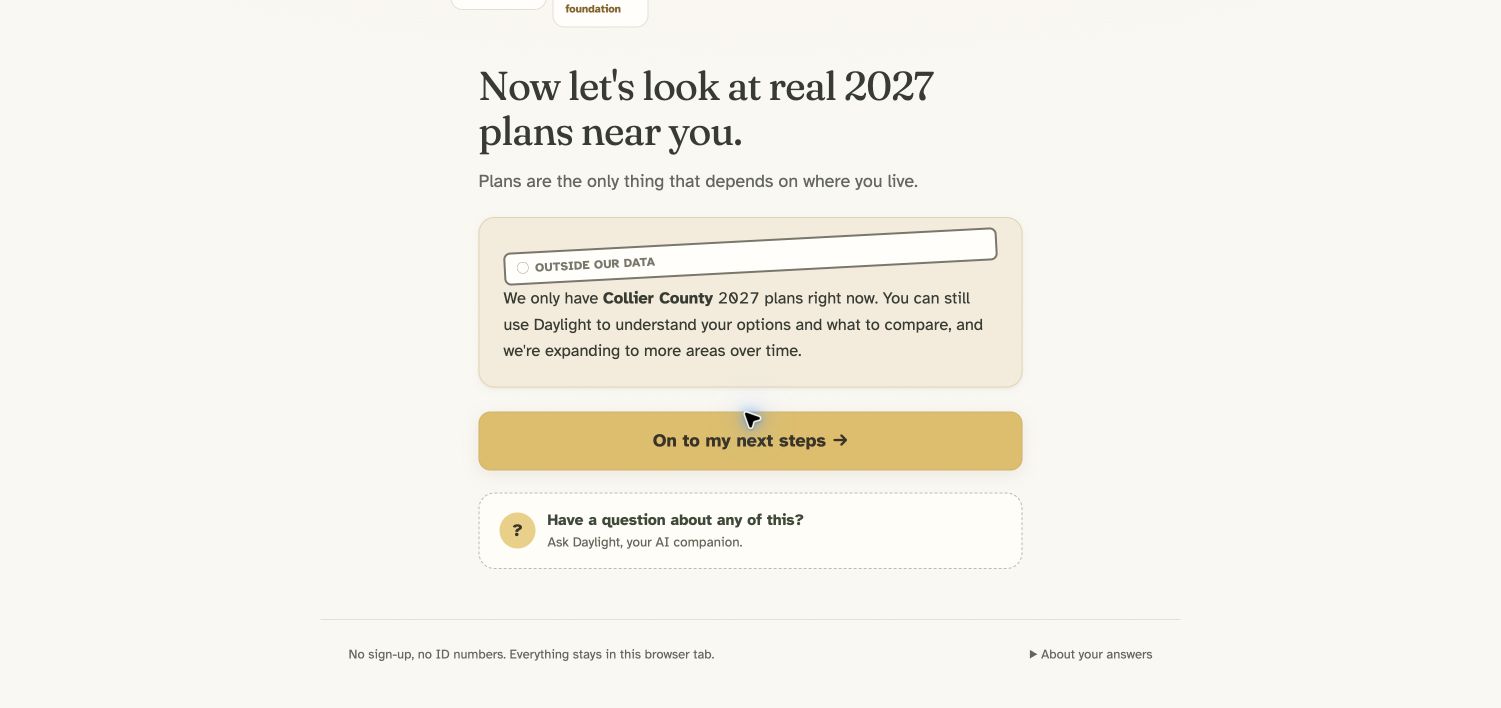 foundation
Now let's look at real 2027
plans near you.
Plans are the only thing that depends on where you live.
OUTSIDE OUR DATA
We only have Collier County 2027 plans right now. You can still
use Daylight to understand your options and what to compare, and
we're expanding to more areas over time.
On to my next steps →
?
Have a question about any of this?
Ask Daylight, your AI companion.
No sign-up, no ID numbers. Everything stays in this browser tab.
▶ About your answers